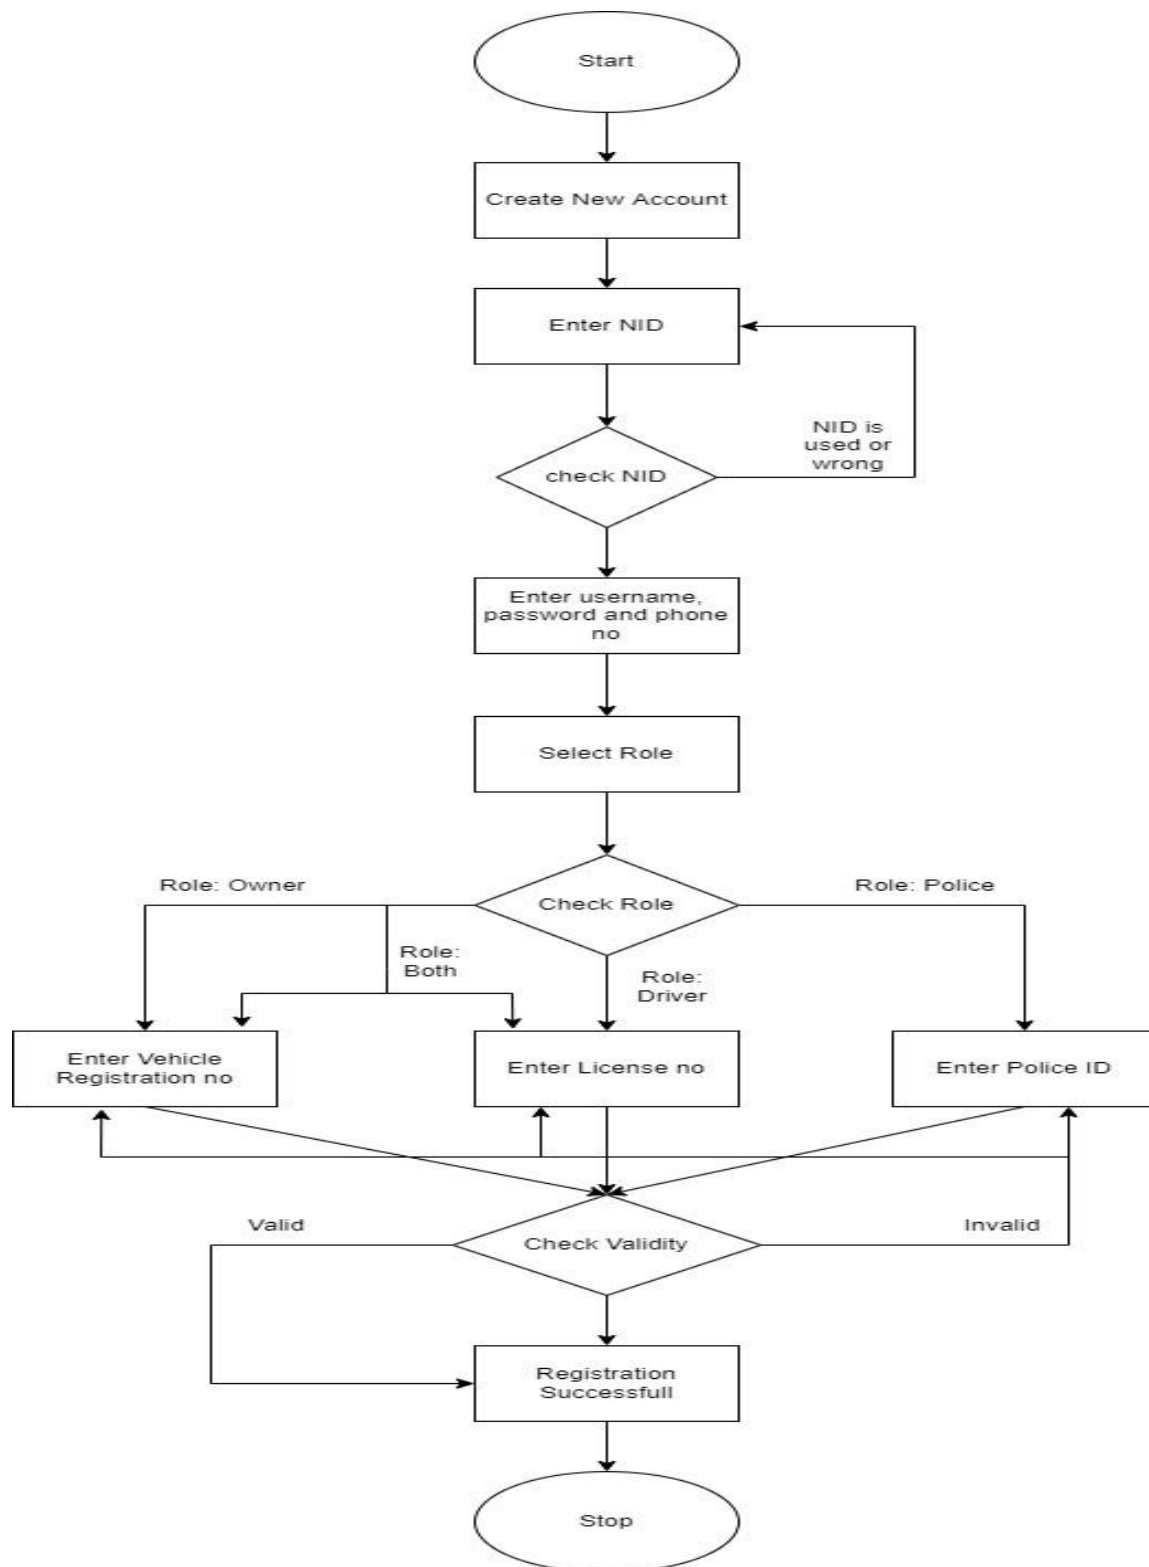 Start
Create New Account
Enter NID
NID is
used or
wrong
check NID
Enter username,
password and phone
no
Select Role
Role: Owner
Check Role
Role: Police
Role:
Both
Role:
Driver
Enter Vehicle
Registration no
Enter License no
Enter Police ID
Valid
Check Validity
Invalid
Registration
Successfull
Stop